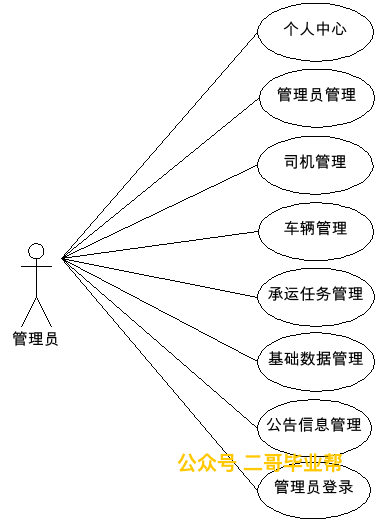 个人中心
管理员管理
司机管理
车辆管理
承运任务管理
管理员
基础数据管理
公告信息管理
公众号 二哥毕业帮
管理员登录